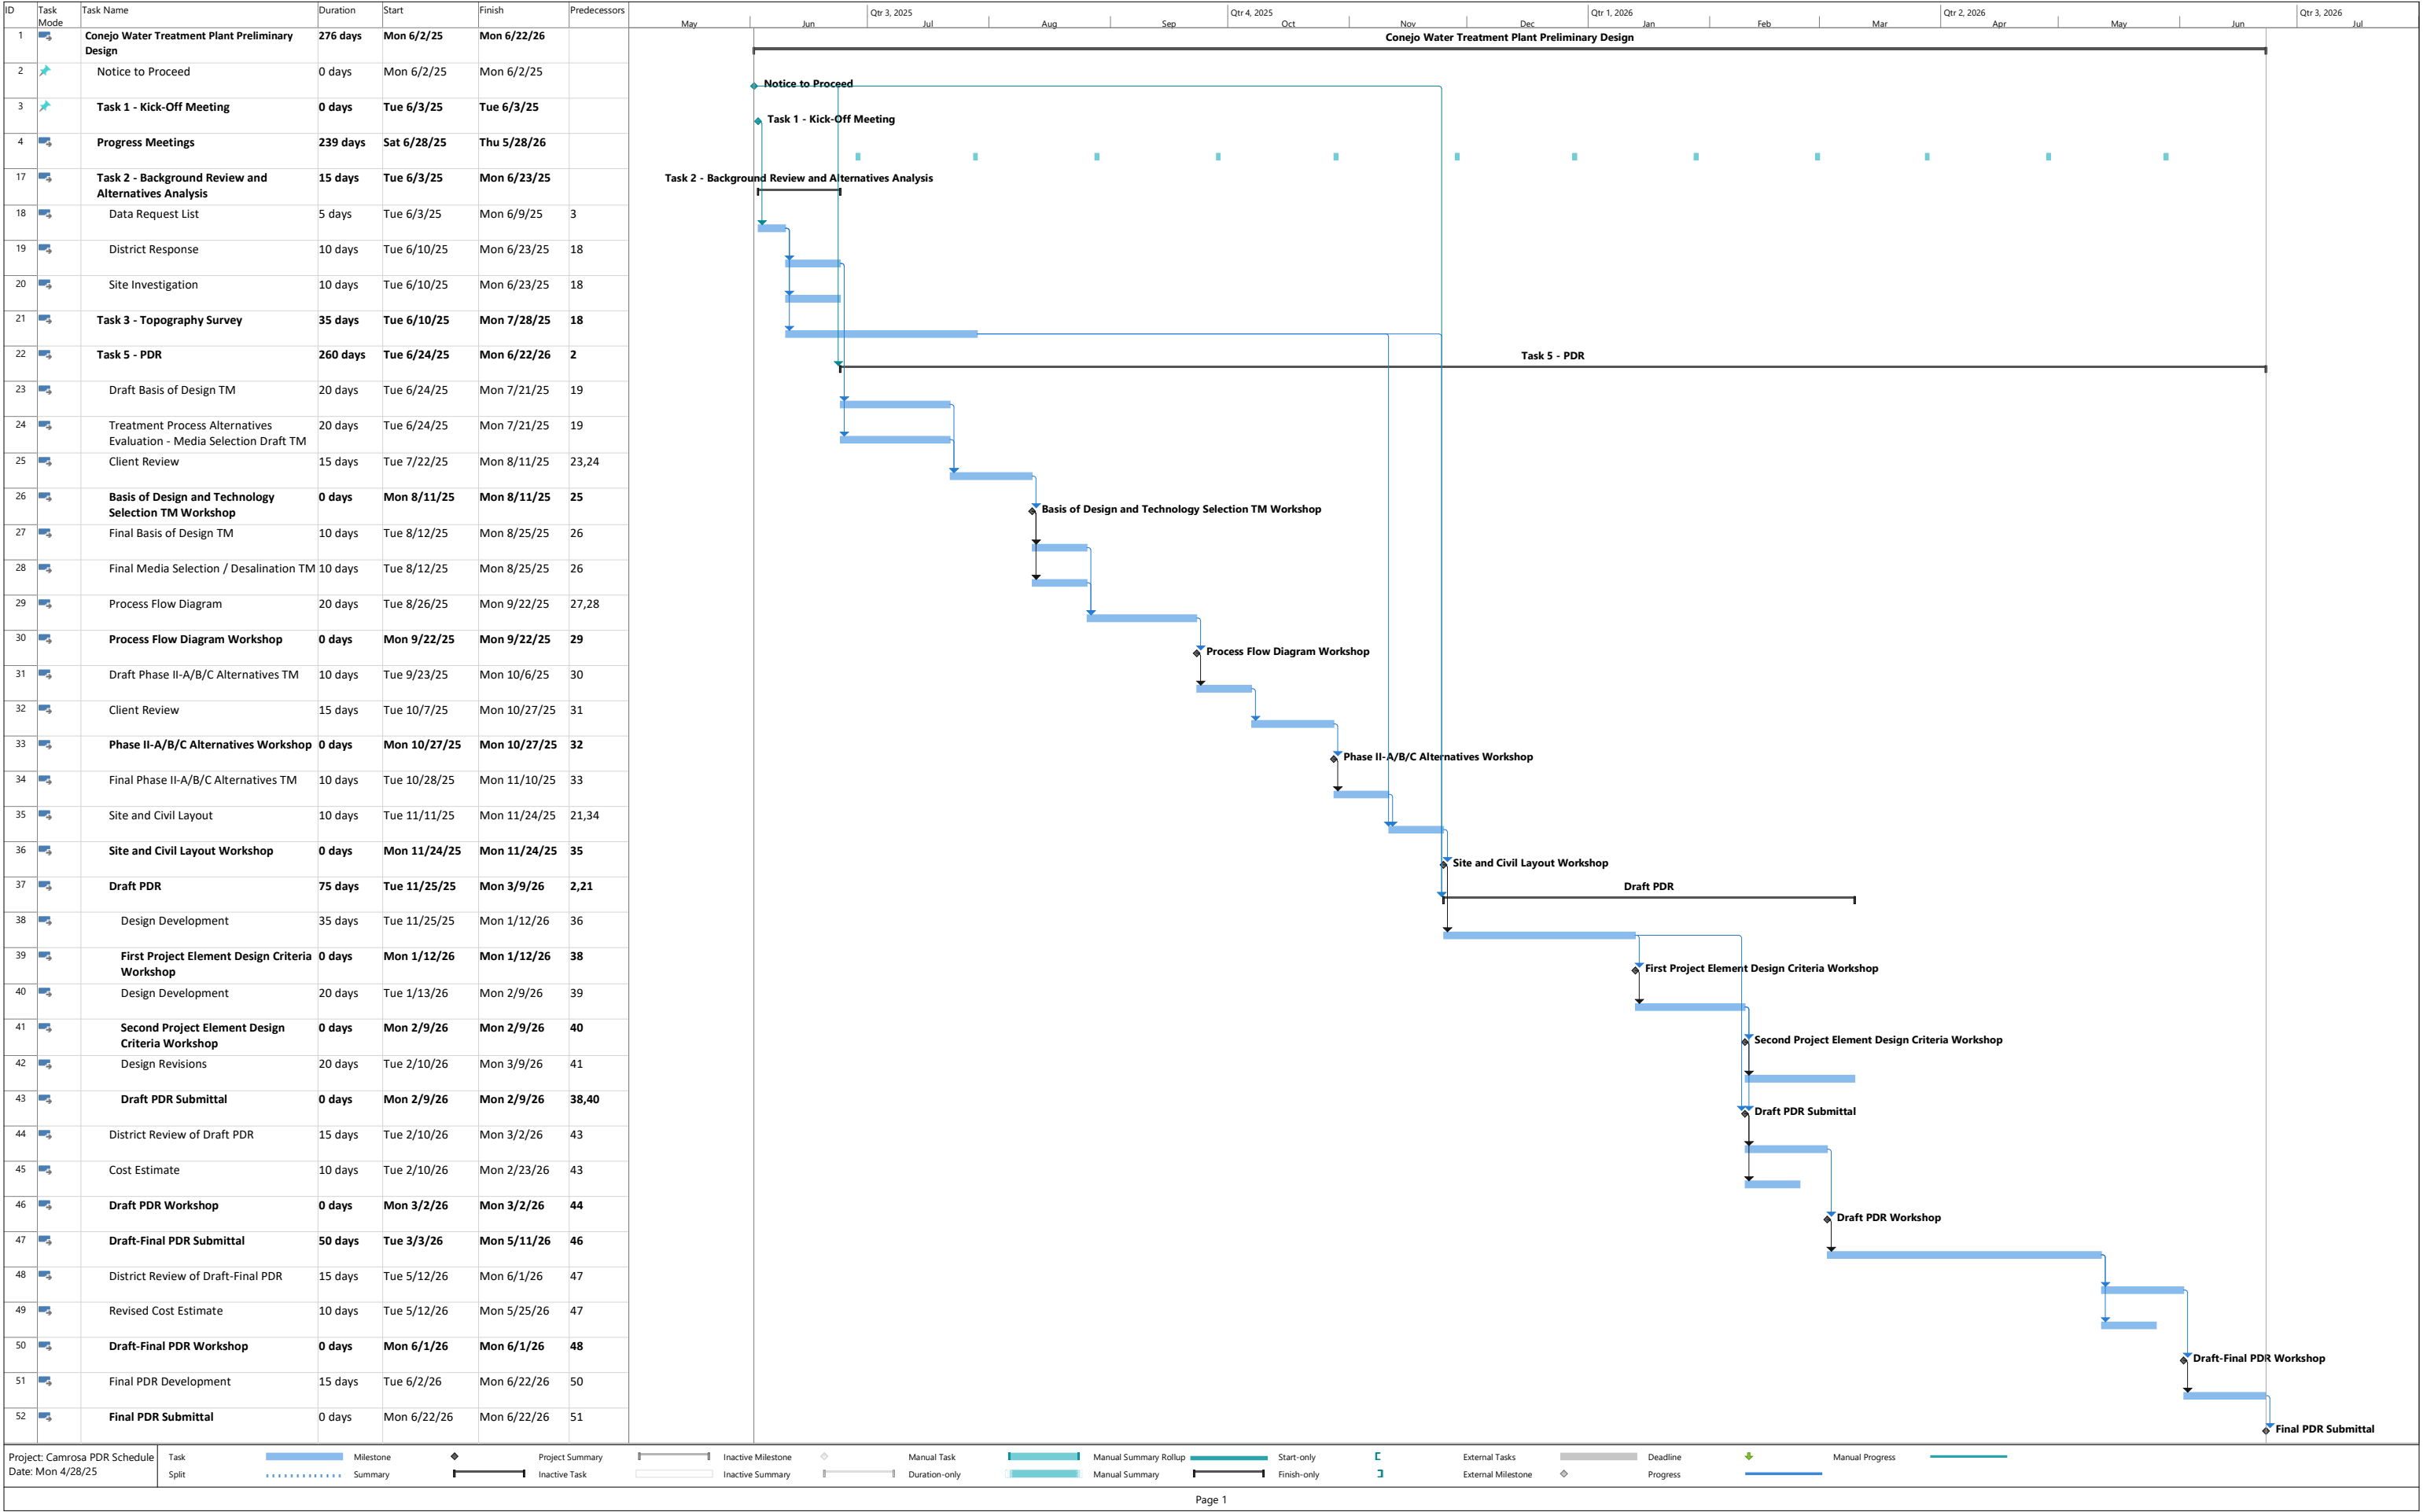 ID Task Mode Task Name Duration Start Finish Predecessors
Qtr 3, 2025 Qtr 4, 2025 Qtr 1, 2026 Qtr 2, 2026 Qtr 3, 2026
May Jun Jul Aug Sep Oct Nov Dec Jan Feb Mar Apr May Jun Jul
1 Conejo Water Treatment Plant Preliminary Design 276 days Mon 6/2/25 Mon 6/22/26
Conejo Water Treatment Plant Preliminary Design
2 Notice to Proceed 0 days Mon 6/2/25 Mon 6/2/25
Notice to Proceed
3 Task 1 - Kick-Off Meeting 0 days Tue 6/3/25 Tue 6/3/25
Task 1 - Kick-Off Meeting
4 Progress Meetings 239 days Sat 6/28/25 Thu 5/28/26
17 Task 2 - Background Review and Alternatives Analysis 15 days Tue 6/3/25 Mon 6/23/25
Task 2 - Background Review and Alternatives Analysis
18 Data Request List 5 days Tue 6/3/25 Mon 6/9/25 3
19 District Response 10 days Tue 6/10/25 Mon 6/23/25 18
20 Site Investigation 10 days Tue 6/10/25 Mon 6/23/25 18
21 Task 3 - Topography Survey 35 days Tue 6/10/25 Mon 7/28/25 18
22 Task 5 - PDR 260 days Tue 6/24/25 Mon 6/22/26 2
Task 5 - PDR
23 Draft Basis of Design TM 20 days Tue 6/24/25 Mon 7/21/25 19
24 Treatment Process Alternatives Evaluation - Media Selection Draft TM 20 days Tue 6/24/25 Mon 7/21/25 19
25 Client Review 15 days Tue 7/22/25 Mon 8/11/25 23,24
26 Basis of Design and Technology Selection TM Workshop 0 days Mon 8/11/25 Mon 8/11/25 25
Basis of Design and Technology Selection TM Workshop
27 Final Basis of Design TM 10 days Tue 8/12/25 Mon 8/25/25 26
28 Final Media Selection / Desalination TM 10 days Tue 8/12/25 Mon 8/25/25 26
29 Process Flow Diagram 20 days Tue 8/26/25 Mon 9/22/25 27,28
30 Process Flow Diagram Workshop 0 days Mon 9/22/25 Mon 9/22/25 29
Process Flow Diagram Workshop
31 Draft Phase II-A/B/C Alternatives TM 10 days Tue 9/23/25 Mon 10/6/25 30
32 Client Review 15 days Tue 10/7/25 Mon 10/27/25 31
33 Phase II-A/B/C Alternatives Workshop 0 days Mon 10/27/25 Mon 10/27/25 32
Phase II-A/B/C Alternatives Workshop
34 Final Phase II-A/B/C Alternatives TM 10 days Tue 10/28/25 Mon 11/10/25 33
35 Site and Civil Layout 10 days Tue 11/11/25 Mon 11/24/25 21,34
36 Site and Civil Layout Workshop 0 days Mon 11/24/25 Mon 11/24/25 35
Site and Civil Layout Workshop
37 Draft PDR 75 days Tue 11/25/25 Mon 3/9/26 2,21
Draft PDR
38 Design Development 35 days Tue 11/25/25 Mon 1/12/26 36
39 First Project Element Design Criteria Workshop 0 days Mon 1/12/26 Mon 1/12/26 38
First Project Element Design Criteria Workshop
40 Design Development 20 days Tue 1/13/26 Mon 2/9/26 39
41 Second Project Element Design Criteria Workshop 0 days Mon 2/9/26 Mon 2/9/26 40
Second Project Element Design Criteria Workshop
42 Design Revisions 20 days Tue 2/10/26 Mon 3/9/26 41
43 Draft PDR Submittal 0 days Mon 2/9/26 Mon 2/9/26 38,40
Draft PDR Submittal
44 District Review of Draft PDR 15 days Tue 2/10/26 Mon 3/2/26 43
45 Cost Estimate 10 days Tue 2/10/26 Mon 2/23/26 43
46 Draft PDR Workshop 0 days Mon 3/2/26 Mon 3/2/26 44
Draft PDR Workshop
47 Draft-Final PDR Submittal 50 days Tue 3/3/26 Mon 5/11/26 46
48 District Review of Draft-Final PDR 15 days Tue 5/12/26 Mon 6/1/26 47
49 Revised Cost Estimate 10 days Tue 5/12/26 Mon 5/25/26 47
50 Draft-Final PDR Workshop 0 days Mon 6/1/26 Mon 6/1/26 48
Draft-Final PDR Workshop
51 Final PDR Development 15 days Tue 6/2/26 Mon 6/22/26 50
52 Final PDR Submittal 0 days Mon 6/22/26 Mon 6/22/26 51
Final PDR Submittal
Project: Camrosa PDR Schedule
Date: Mon 4/28/25
Task Milestone Project Summary Inactive Milestone Manual Task Manual Summary Rollup Start-only External Tasks Deadline Manual Progress
Split Summary Inactive Task Inactive Summary Duration-only Manual Summary Finish-only External Milestone Progress
Page 1